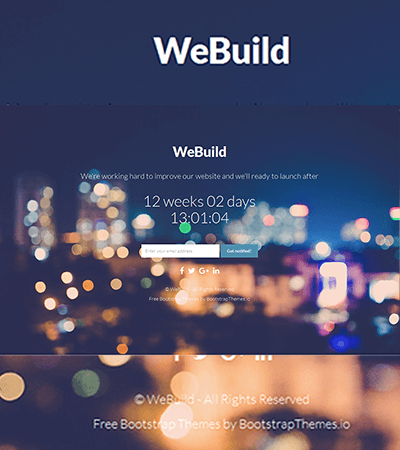 WeBuild
WeBuild
We're working hard to improve our website and we'll ready to launch after
12 weeks 02 days
13:01:04
Enter your email address
Get notified!
© WeBuild - All Rights Reserved
Free Bootstrap Themes by BootstrapThemes.io
© WeBuild - All Rights Reserved
Free Bootstrap Themes by BootstrapThemes.io